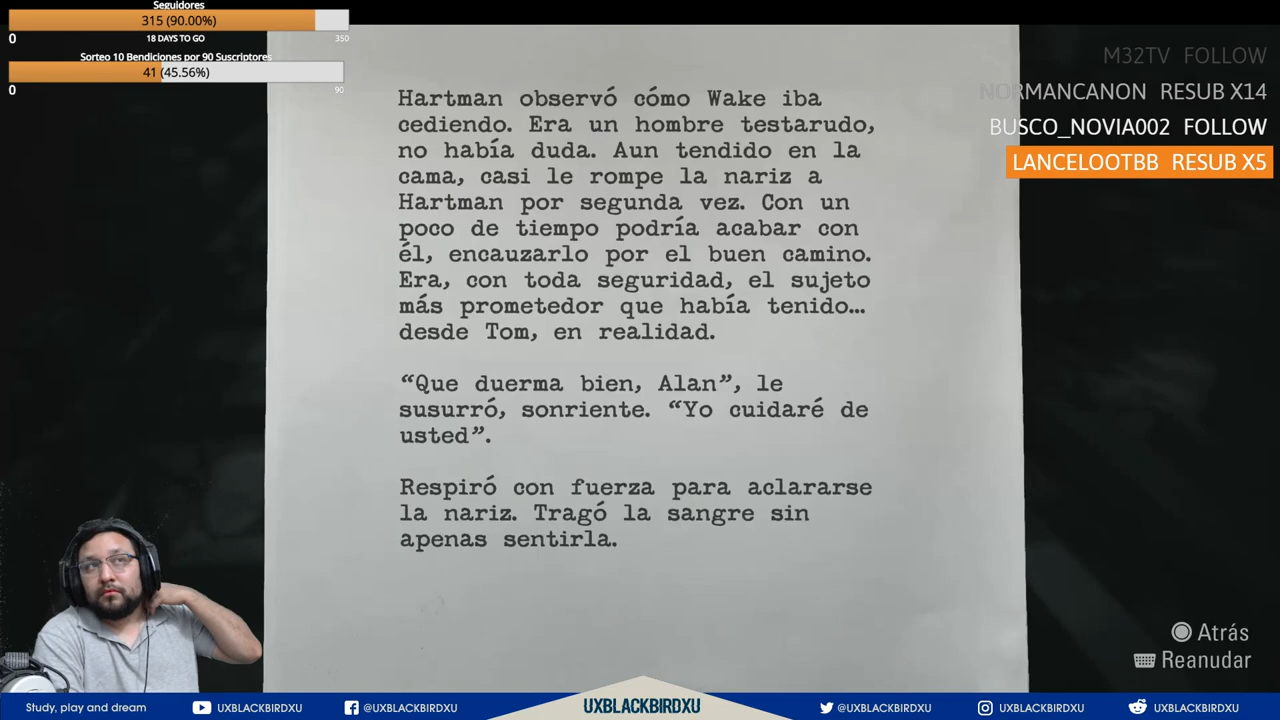 Seguidores
315 (90.00%)
0 18 DAYS TO GO 350
Sorteo 10 Bendiciones por 90 Suscriptores
41 (45.56%)
0 90
M32TV FOLLOW
NORMANCANON RESUB X14
BUSCO_NOVIA002 FOLLOW
LANCELOOTBB RESUB X5
Hartman observó cómo Wake iba
cediendo. Era un hombre testarudo,
no había duda. Aun tendido en la
cama, casi le rompe la nariz a
Hartman por segunda vez. Con un
poco de tiempo podría acabar con
él, encauzarlo por el buen camino.
Era, con toda seguridad, el sujeto
más prometedor que había tenido…
desde Tom, en realidad.
“Que duerma bien, Alan”, le
susurró, sonriente. “Yo cuidaré de
usted”.
Respiró con fuerza para aclararse
la nariz. Tragó la sangre sin
apenas sentirla.
Atrás
Reanudar
Study, play and dream UXBLACKBIRDXU @UXBLACKBIRDXU UXBLACKBIRDXU @UXBLACKBIRDXU UXBLACKBIRDXU UXBLACKBIRDXU